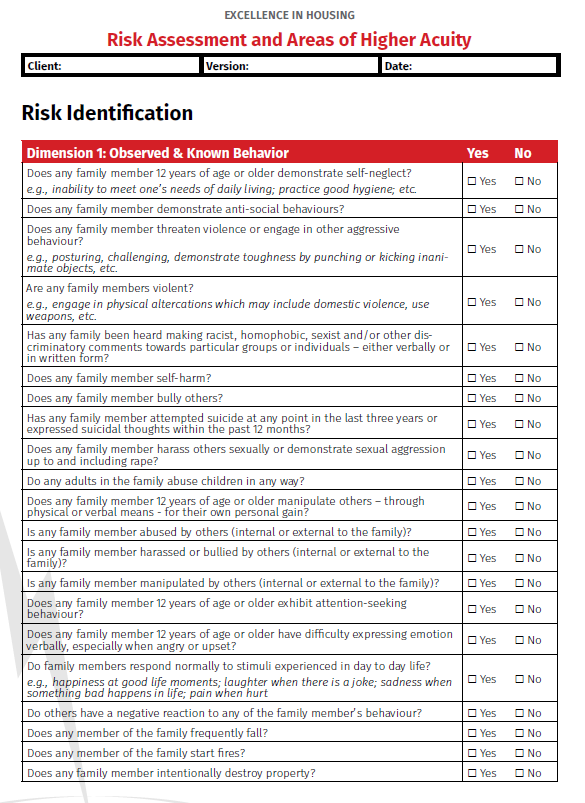 EXCELLENCE IN HOUSING
Risk Assessment and Areas of Higher Acuity
Client: Version: Date:
Risk Identification
Dimension 1: Observed & Known Behavior Yes No
Does any family member 12 years of age or older demonstrate self-neglect?
e.g., inability to meet one's needs of daily living; practice good hygiene; etc.
☐ Yes ☐ No
Does any family member demonstrate anti-social behaviours? ☐ Yes ☐ No
Does any family member threaten violence or engage in other aggressive
behaviour?
e.g., posturing, challenging, demonstrate toughness by punching or kicking inani-
mate objects, etc.
☐ Yes ☐ No
Are any family members violent?
e.g., engage in physical altercations which may include domestic violence, use
weapons, etc.
☐ Yes ☐ No
Has any family been heard making racist, homophobic, sexist and/or other dis-
criminatory comments towards particular groups or individuals – either verbally or
in written form?
☐ Yes ☐ No
Does any family member self-harm? ☐ Yes ☐ No
Does any family member bully others? ☐ Yes ☐ No
Has any family member attempted suicide at any point in the last three years or
expressed suicidal thoughts within the past 12 months?
☐ Yes ☐ No
Does any family member harass others sexually or demonstrate sexual aggression
up to and including rape?
☐ Yes ☐ No
Do any adults in the family abuse children in any way? ☐ Yes ☐ No
Does any family member 12 years of age or older manipulate others – through
physical or verbal means - for their own personal gain?
☐ Yes ☐ No
Is any family member abused by others (internal or external to the family)? ☐ Yes ☐ No
Is any family member harassed or bullied by others (internal or external to the
family)?
☐ Yes ☐ No
Is any family member manipulated by others (internal or external to the family)? ☐ Yes ☐ No
Does any family member 12 years of age or older exhibit attention-seeking
behaviour?
☐ Yes ☐ No
Does any family member 12 years of age or older have difficulty expressing emotion
verbally, especially when angry or upset?
☐ Yes ☐ No
Do family members respond normally to stimuli experienced in day to day life?
e.g., happiness at good life moments; laughter when there is a joke; sadness when
something bad happens in life; pain when hurt
☐ Yes ☐ No
Do others have a negative reaction to any of the family member's behaviour? ☐ Yes ☐ No
Does any member of the family frequently fall? ☐ Yes ☐ No
Does any member of the family start fires? ☐ Yes ☐ No
Does any family member intentionally destroy property? ☐ Yes ☐ No